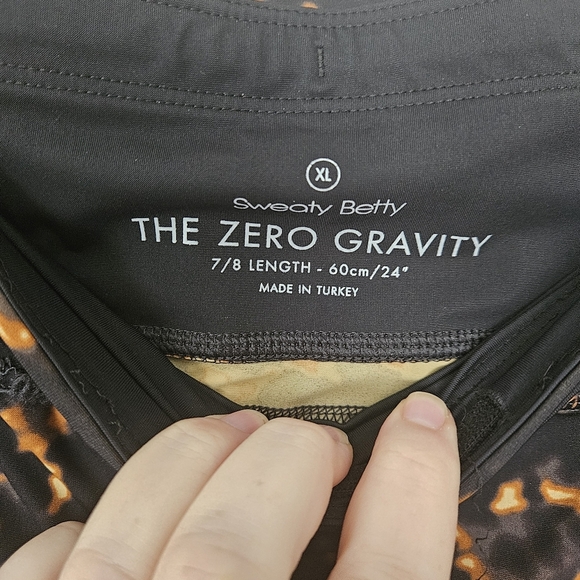 XL
Sweaty Betty
THE ZERO GRAVITY
7/8 LENGTH - 60cm/24"
MADE IN TURKEY